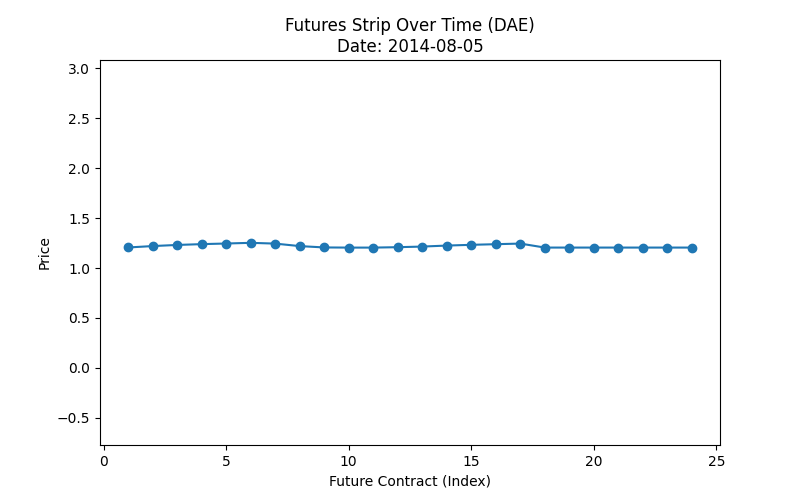 Futures Strip Over Time (DAE)
Date: 2014-08-05
3.0
2.5
2.0
1.5
1.0
0.5
0.0
−0.5
Price
0 5 10 15 20 25
Future Contract (Index)